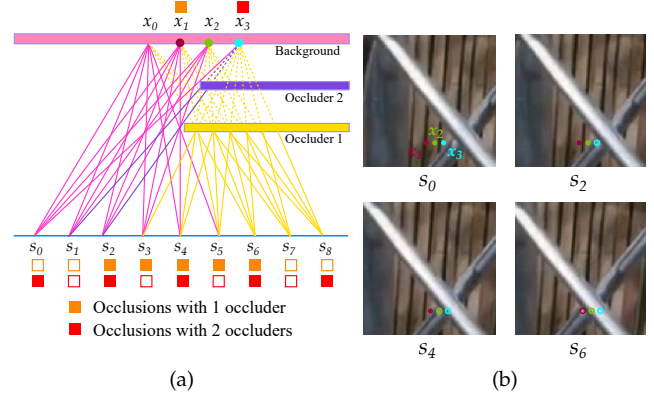 x0 x1 x2 x3
Background
Occluder 2
Occluder 1
s0 s1 s2 s3 s4 s5 s6 s7 s8
Occlusions with 1 occluder
Occlusions with 2 occluders
(a)
x2
x1 x3
s0 s2
s4 s6
(b)